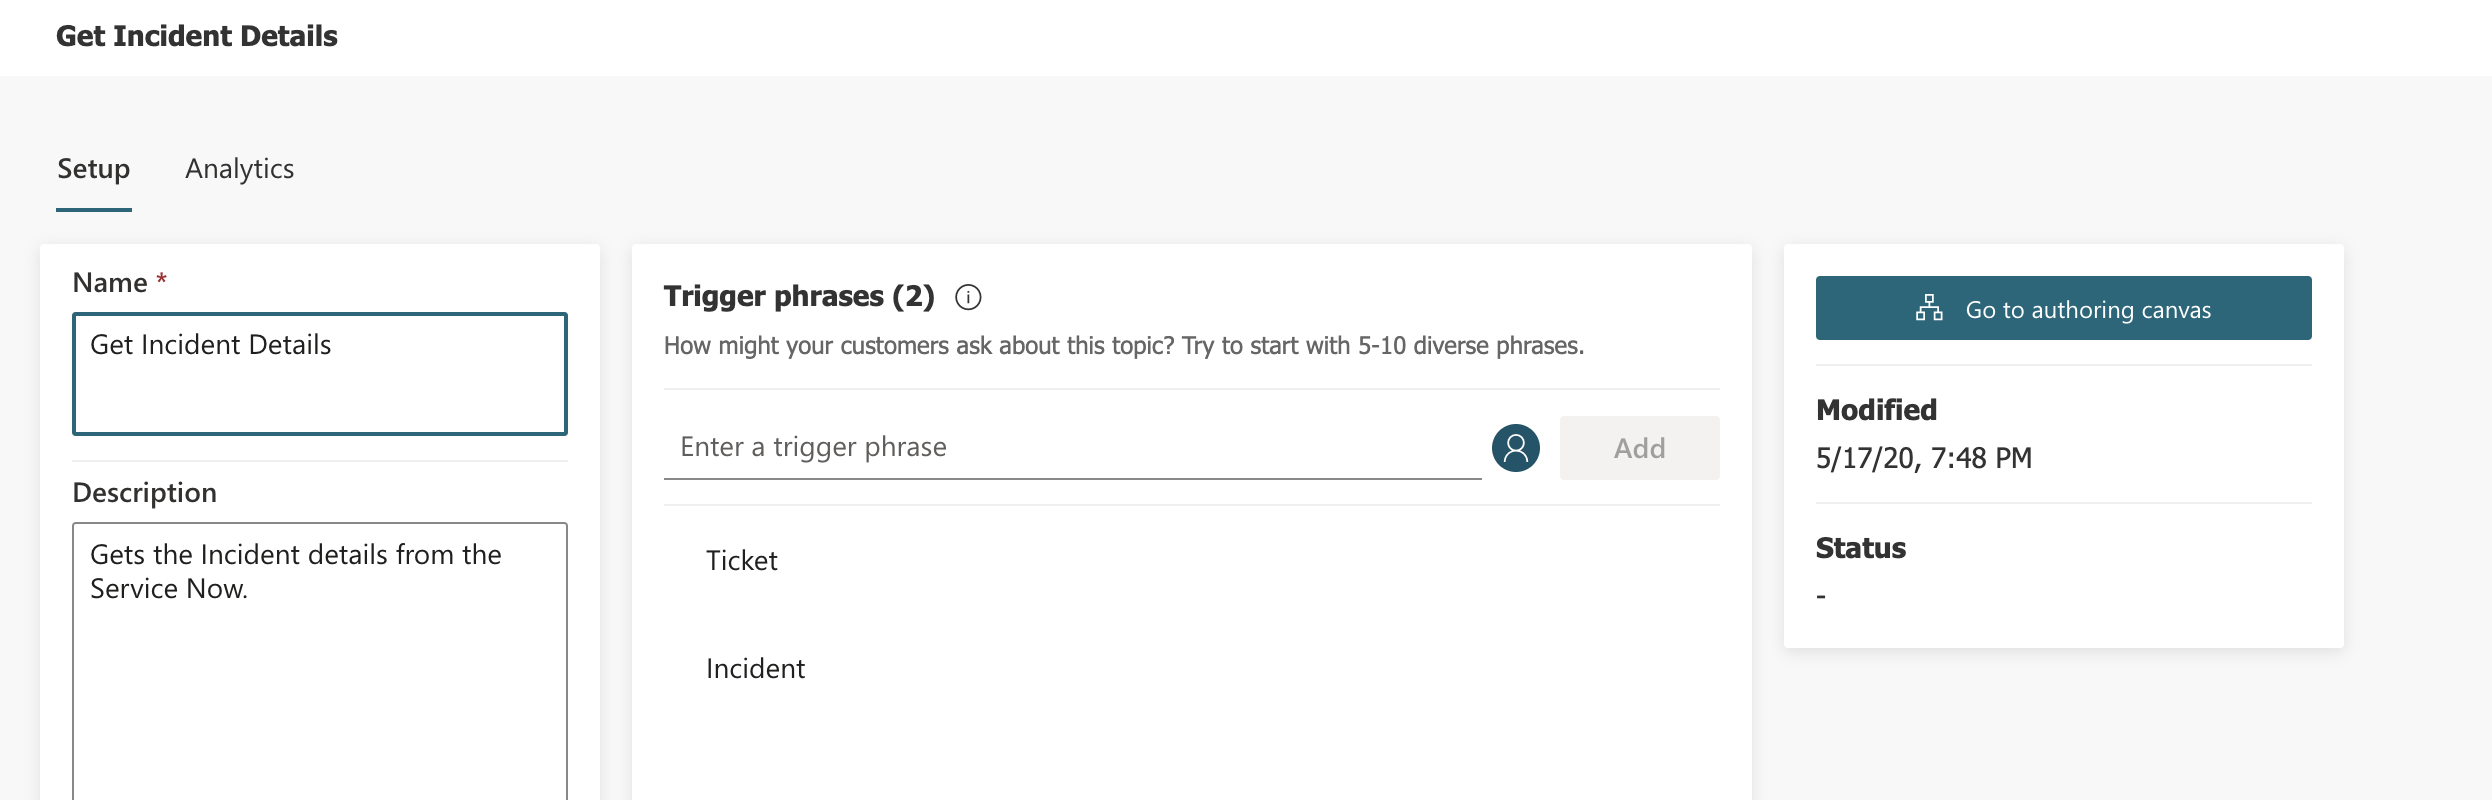 Get Incident Details
Setup
Analytics
Name *
Get Incident Details
Description
Gets the Incident details from the
Service Now.
Trigger phrases (2)
How might your customers ask about this topic? Try to start with 5-10 diverse phrases.
Enter a trigger phrase
Add
Ticket
Incident
Go to authoring canvas
Modified
5/17/20, 7:48 PM
Status
-